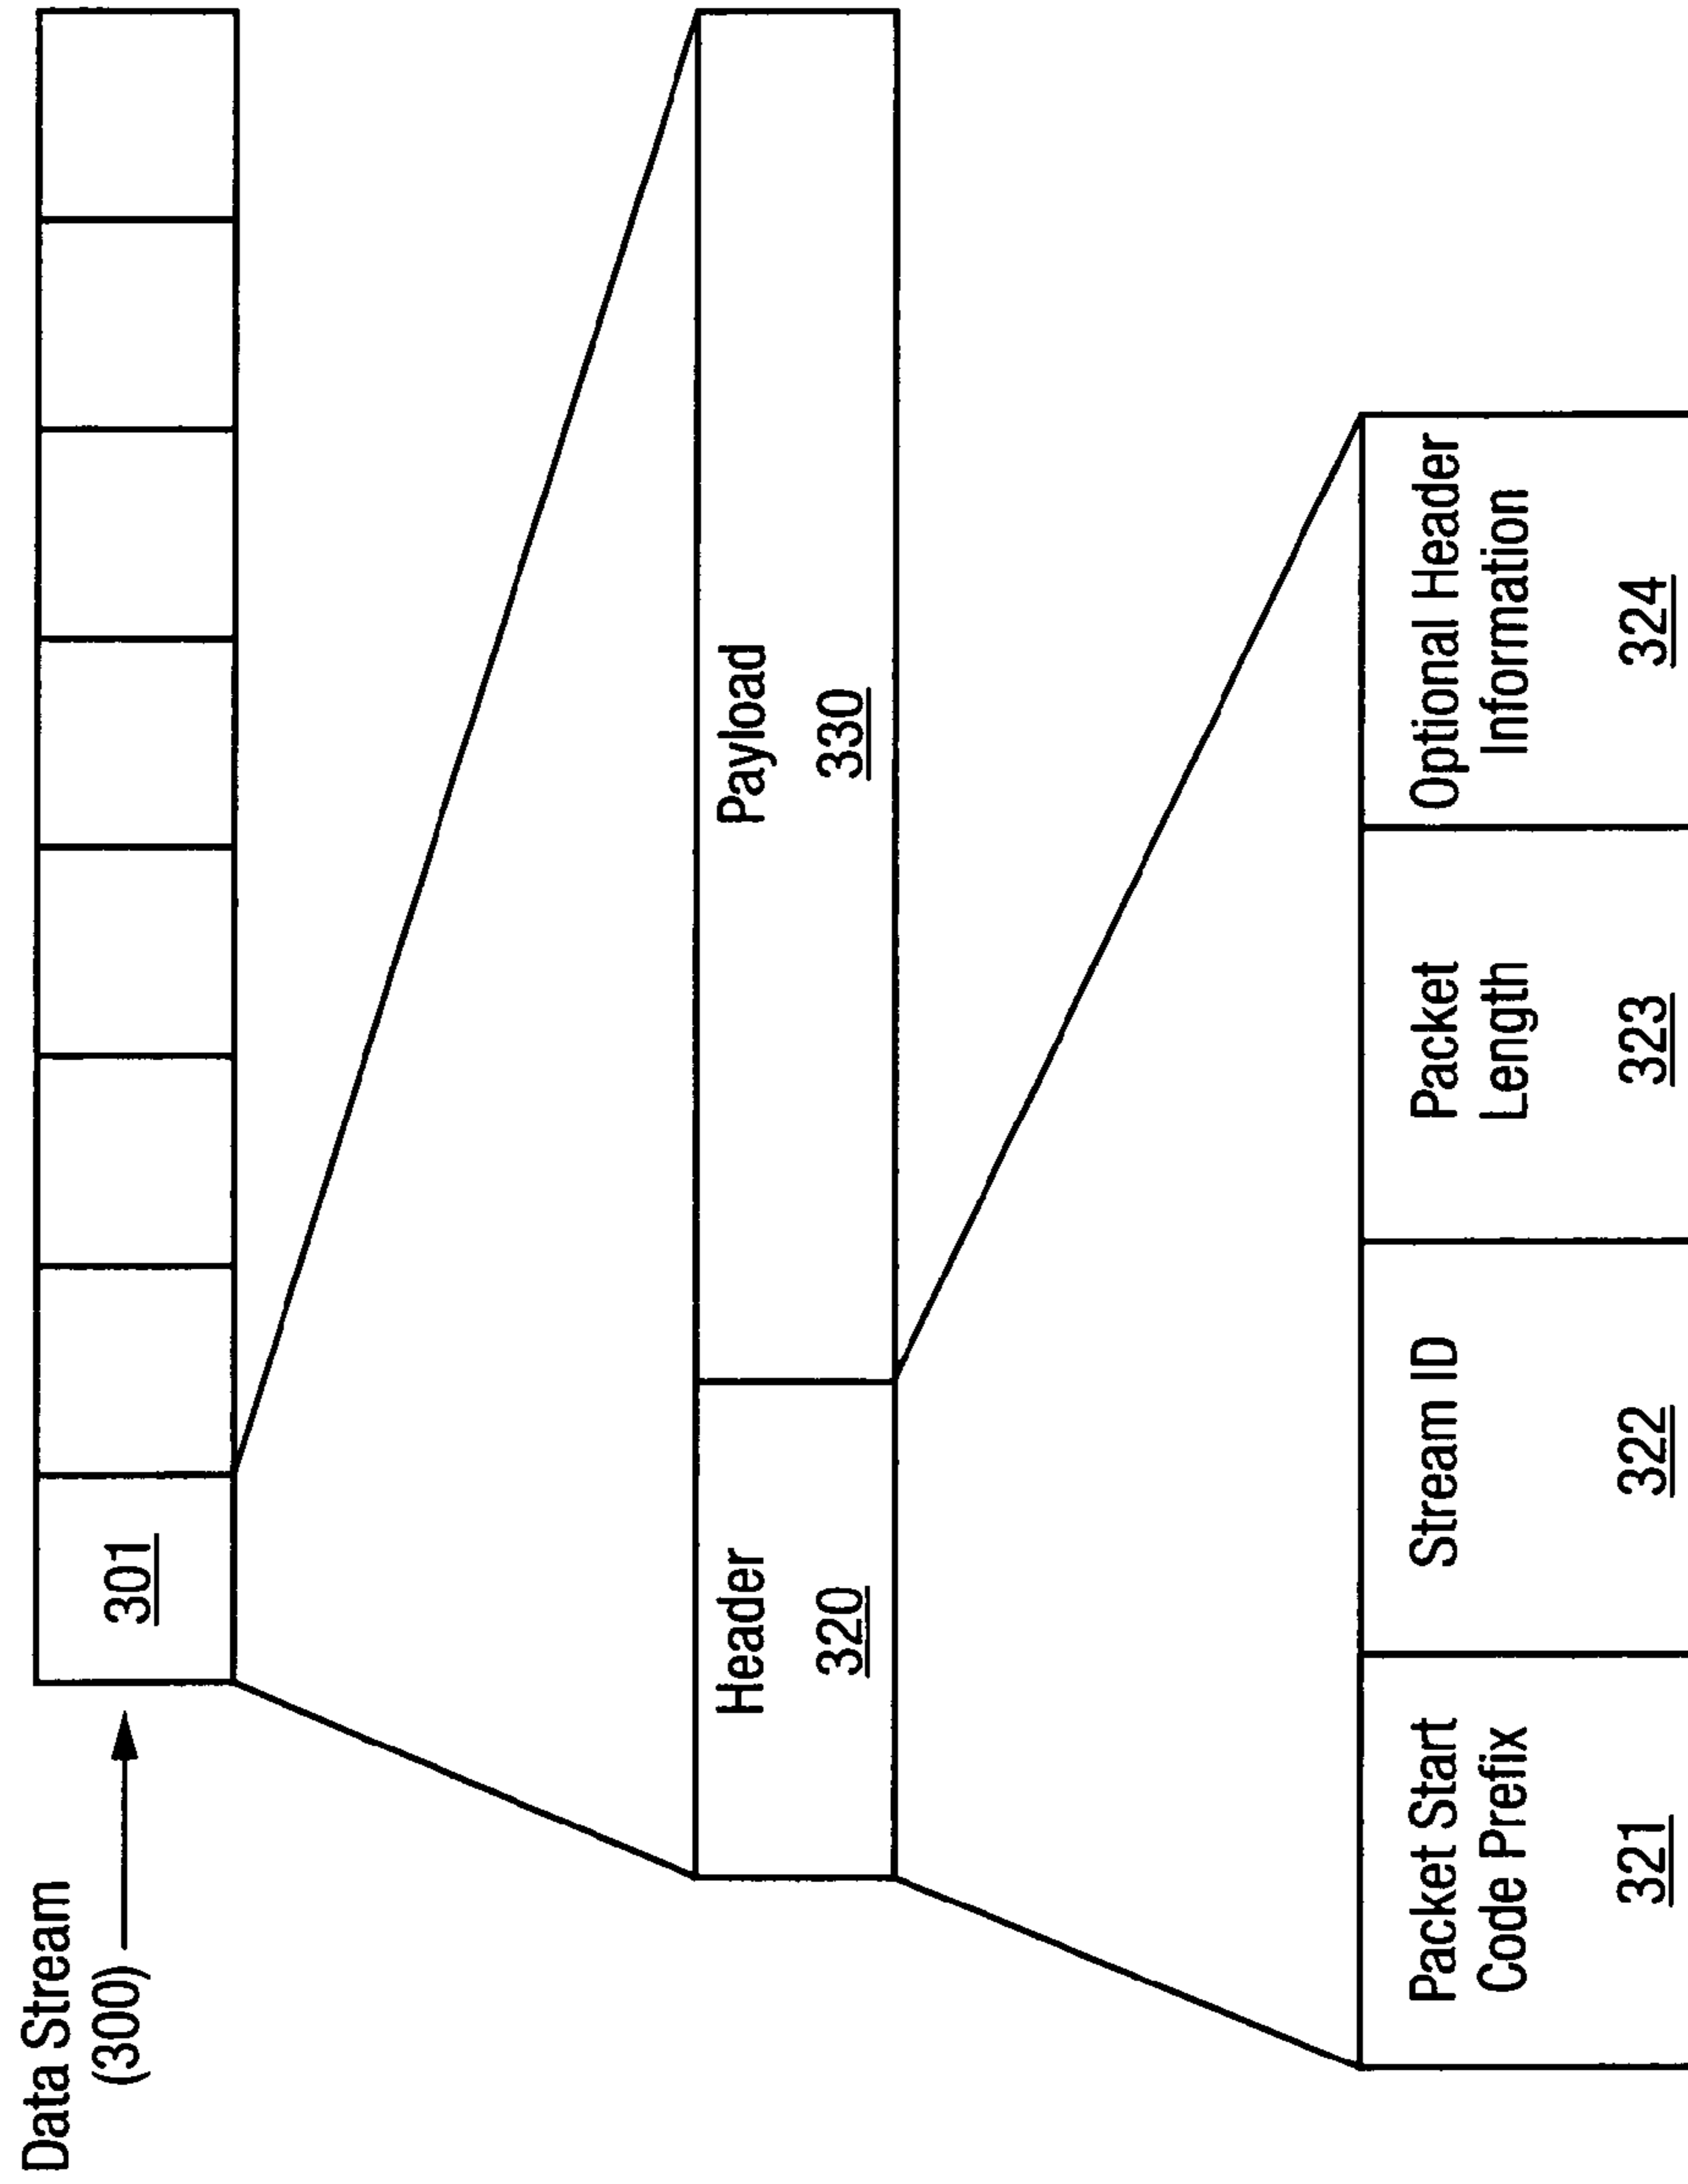 Data Stream
(300)
301
Header
320
Payload
330
Packet Start
Code Prefix
321
Stream ID
322
Packet
Length
323
Optional Header
Information
324